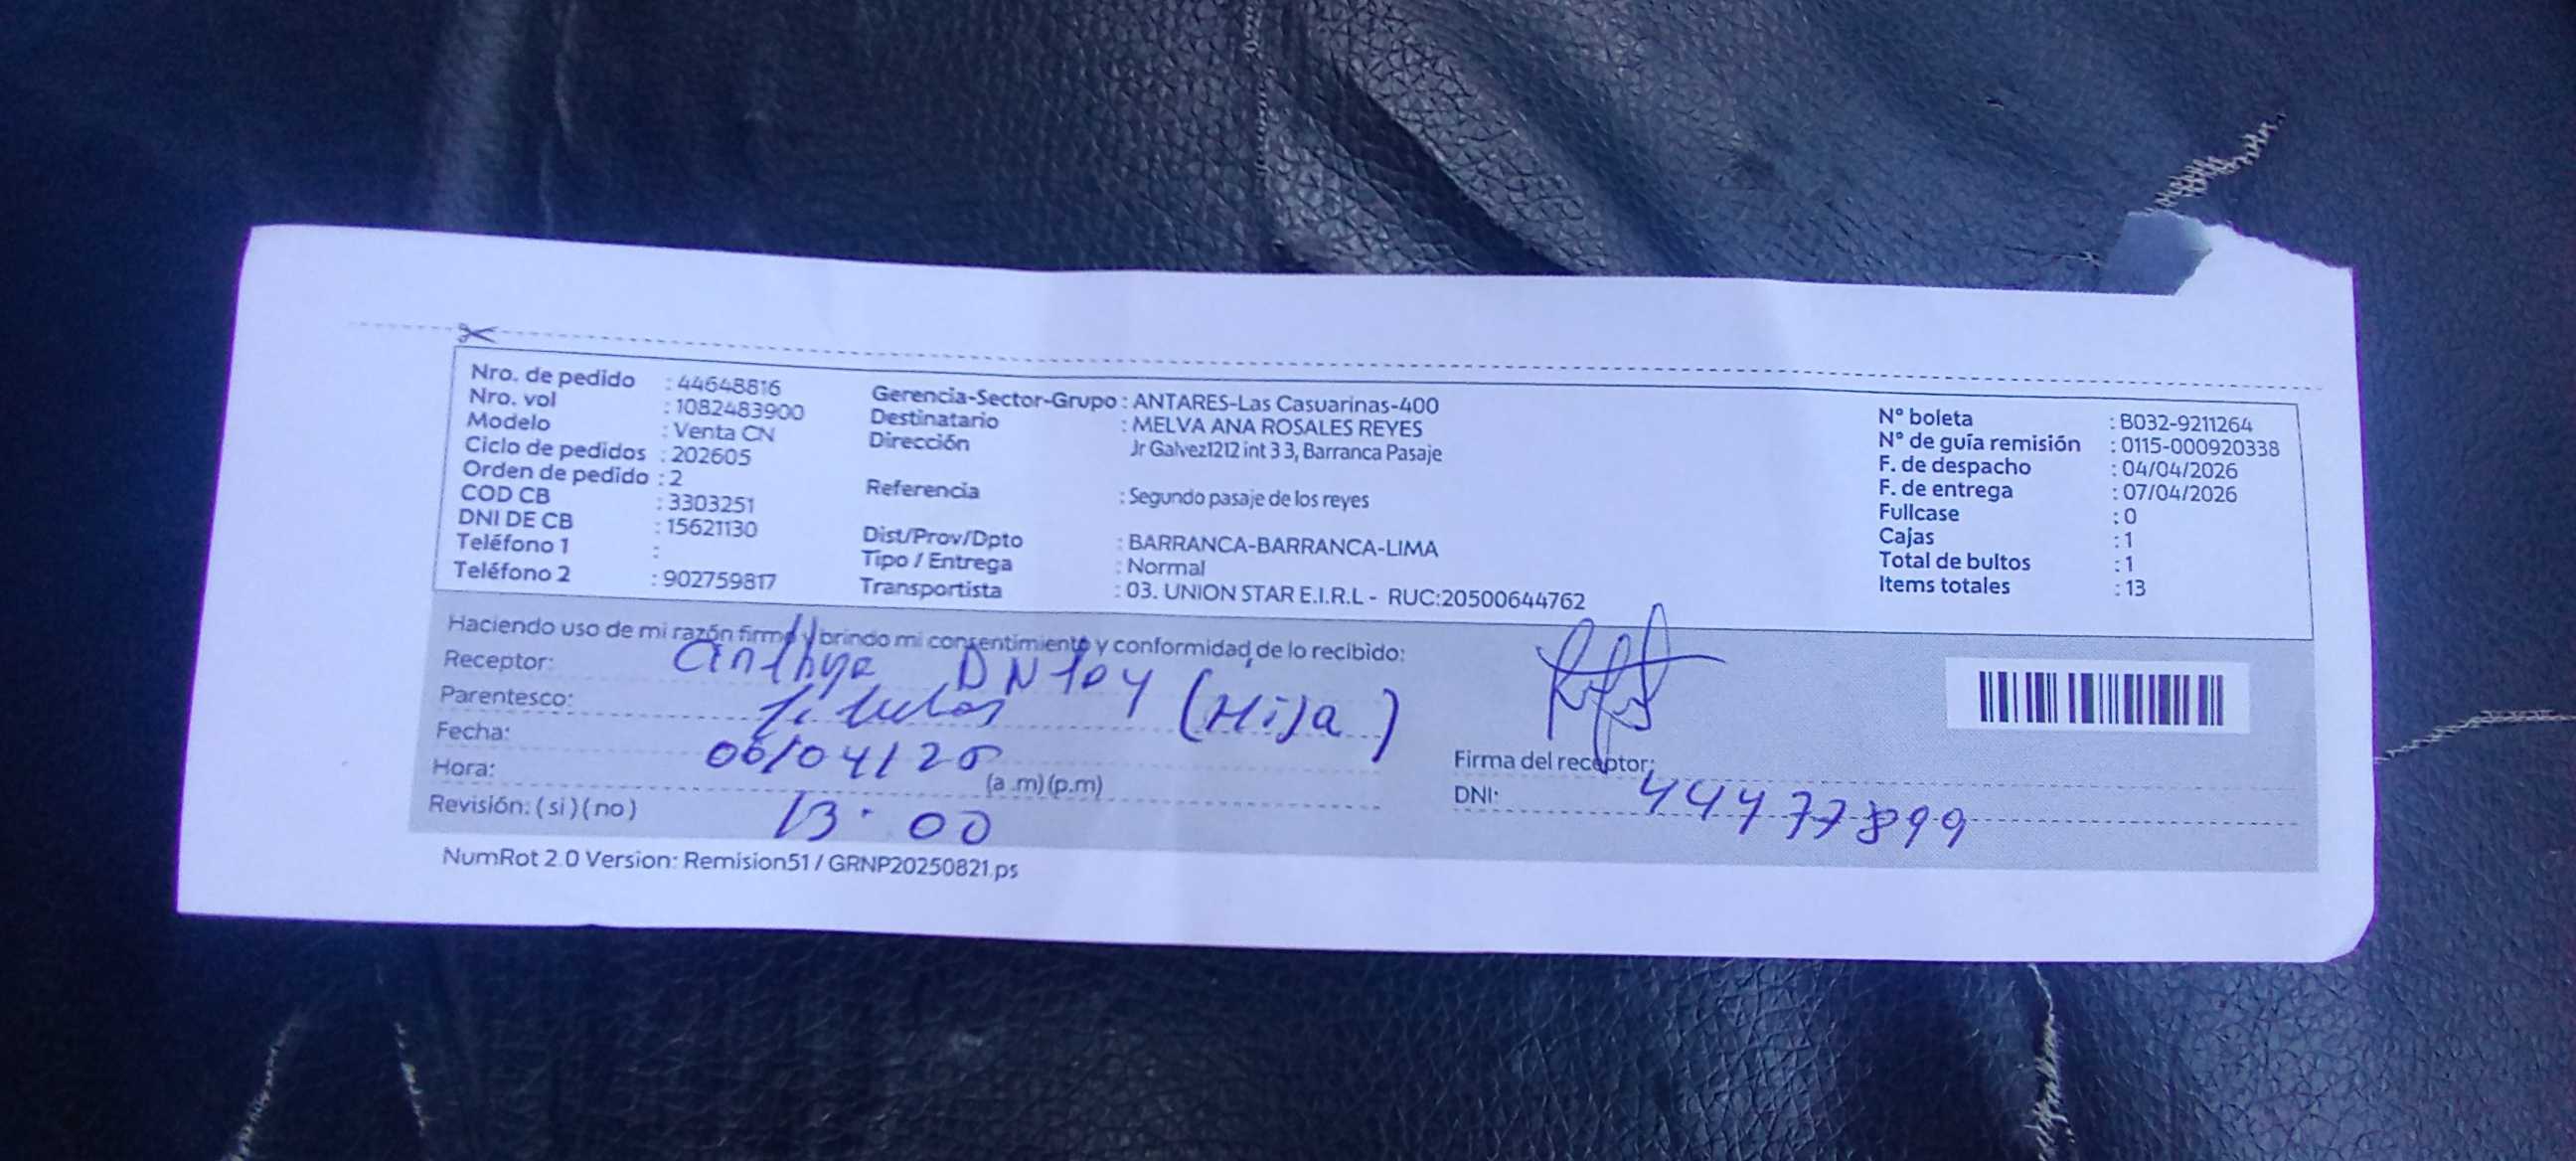 Nro. de pedido : 44648816
Nro. vol : 1082483900
Modelo : Venta CN
Ciclo de pedidos : 202605
Orden de pedido : 2
COD CB : 3303251
DNI DE CB : 15621130
Teléfono 1 :
Teléfono 2 : 902759817
Gerencia-Sector-Grupo : ANTARES-Las Casuarinas-400
Destinatario : MELVA ANA ROSALES REYES
Dirección Jr Galvez1212 int 3 3, Barranca Pasaje
Referencia : Segundo pasaje de los reyes
Dist/Prov/Dpto : BARRANCA-BARRANCA-LIMA
Tipo / Entrega : Normal
Transportista : 03. UNION STAR E.I.R.L - RUC:20500644762
N° boleta : B032-9211264
N° de guía remisión : 0115-000920338
F. de despacho : 04/04/2026
F. de entrega : 07/04/2026
Fullcase : 0
Cajas : 1
Total de bultos : 1
Items totales : 13
Haciendo uso de mi razón firmo y brindo mi consentimiento y conformidad de lo recibido:
Receptor:
Parentesco: (Hija)
Fecha: 06/04/26
Hora: (a .m) (p.m)
Revisión: ( si ) ( no ) 13:00
Firma del receptor:
DNI: 44477899
NumRot 2.0 Version: Remision51 / GRNP20250821.ps